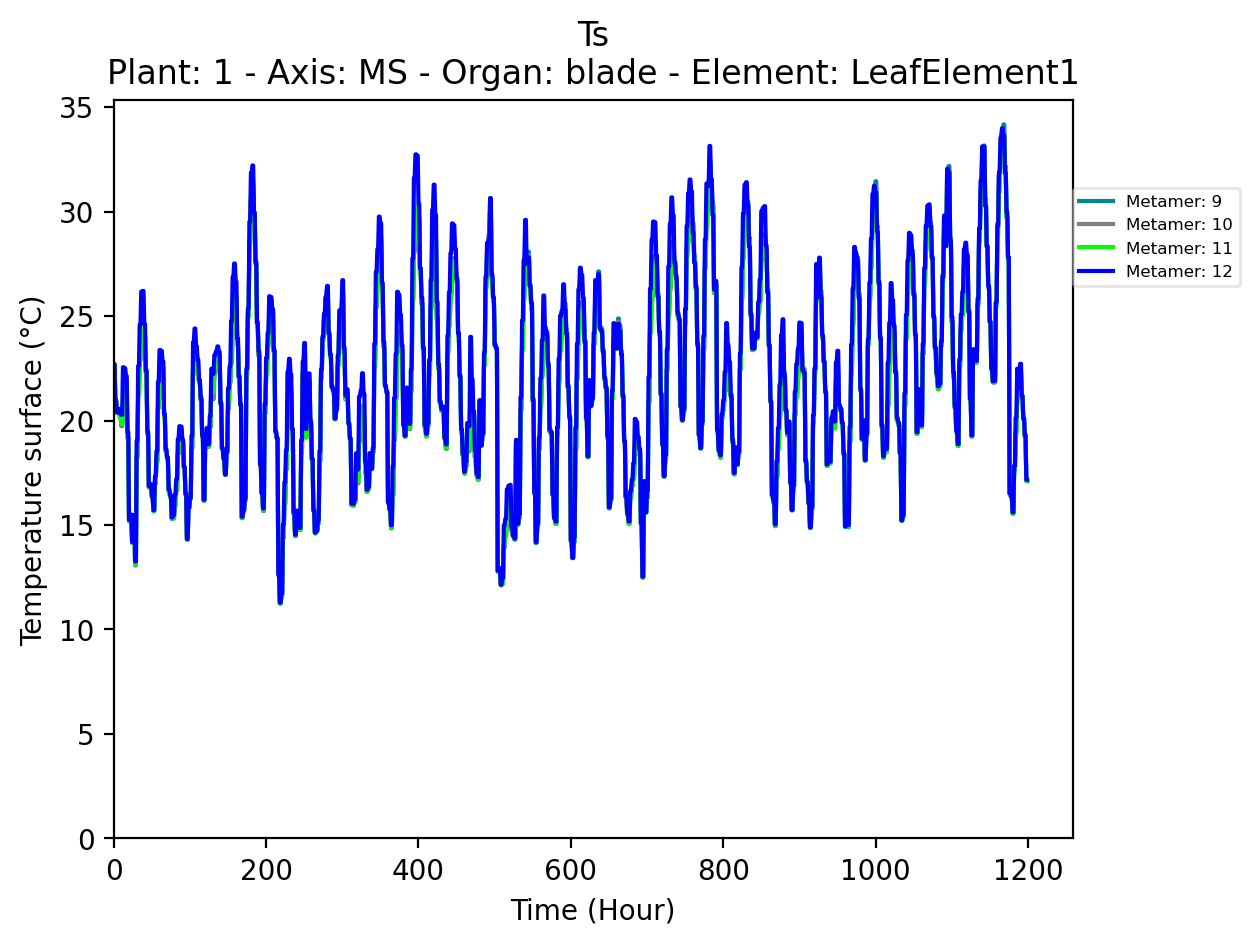 Ts
Plant: 1 - Axis: MS - Organ: blade - Element: LeafElement1
35
30
25
20
15
10
5
0
Temperature surface (°C)
0 200 400 600 800 1000 1200
Time (Hour)
Metamer: 9
Metamer: 10
Metamer: 11
Metamer: 12